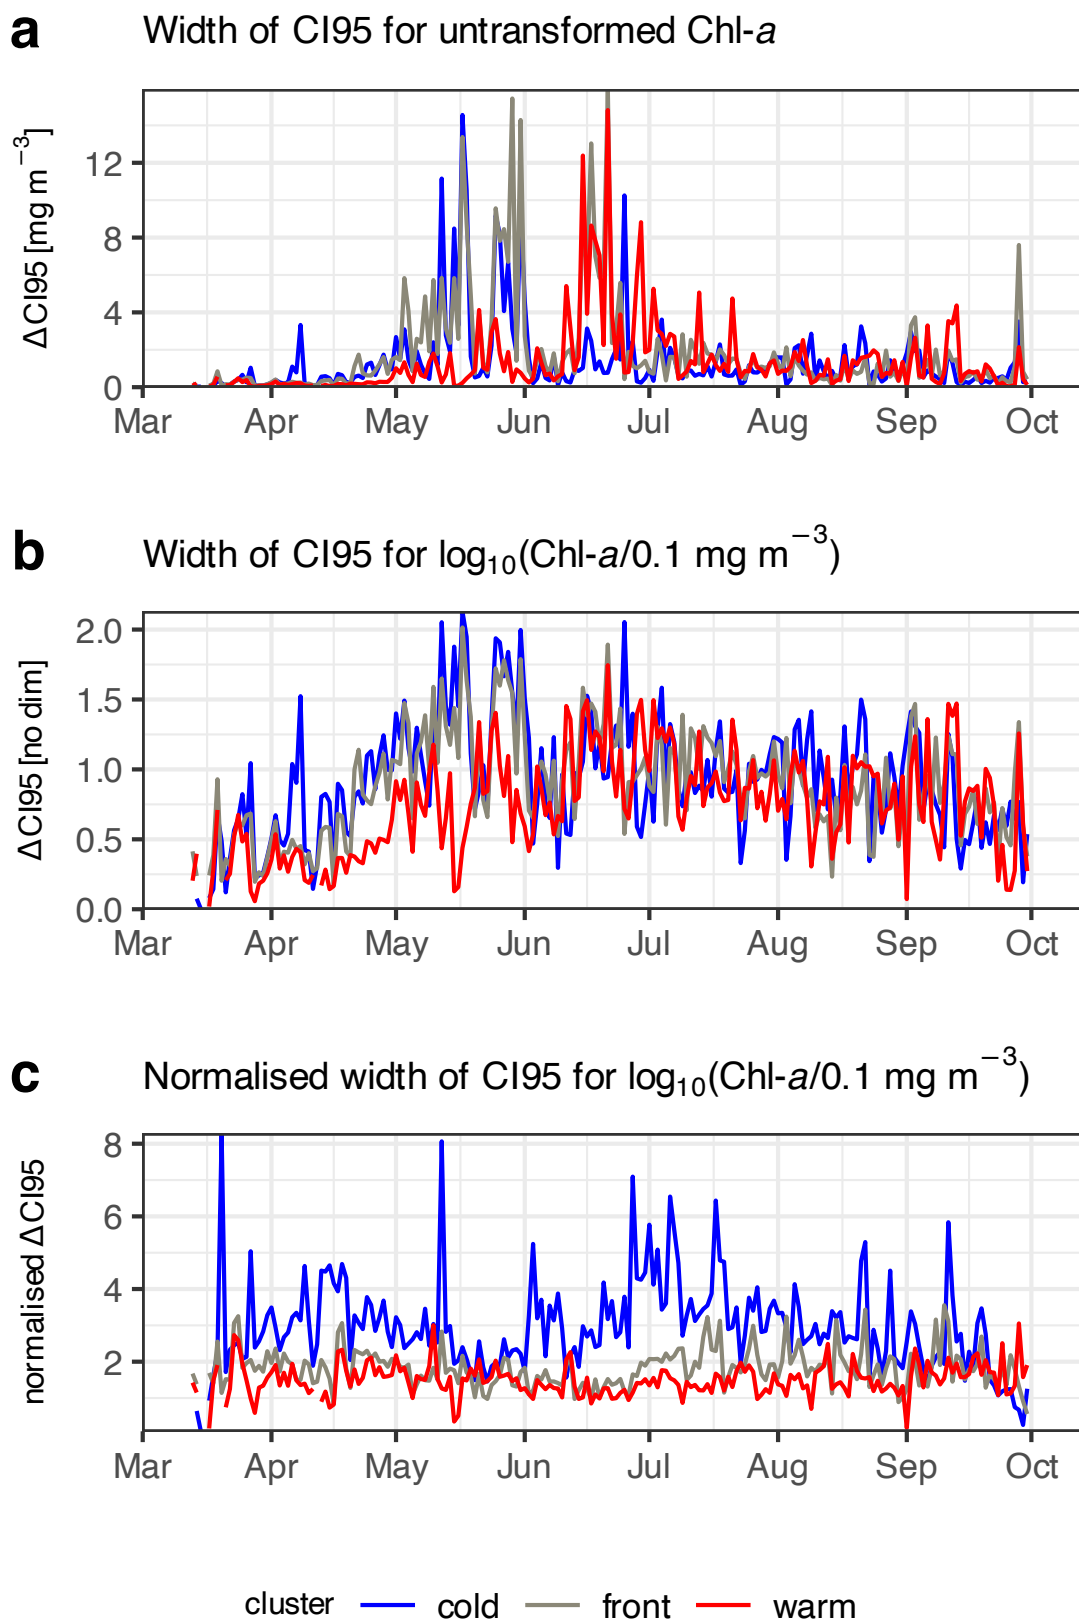 a Width of CI95 for untransformed Chl-a
ΔCI95 [mg m⁻³]
12
8
4
0
Mar Apr May Jun Jul Aug Sep Oct
b Width of CI95 for log₁₀(Chl-a/0.1 mg m⁻³)
ΔCI95 [no dim]
2.0
1.5
1.0
0.5
0.0
Mar Apr May Jun Jul Aug Sep Oct
c Normalised width of CI95 for log₁₀(Chl-a/0.1 mg m⁻³)
normalised ΔCI95
8
6
4
2
Mar Apr May Jun Jul Aug Sep Oct
cluster cold front warm